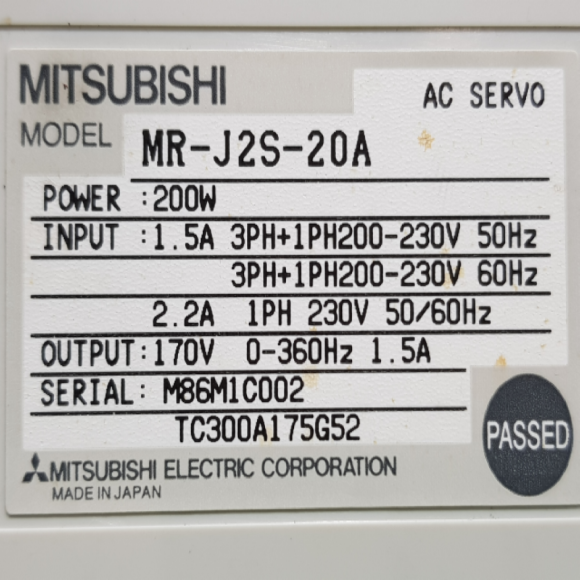 MITSUBISHI
AC SERVO
MODEL MR-J2S-20A
POWER :200W
INPUT :1.5A 3PH+1PH200-230V 50Hz
3PH+1PH200-230V 60Hz
2.2A 1PH 230V 50/60Hz
OUTPUT:170V 0-360Hz 1.5A
SERIAL: M86M1C002
TC300A175G52
PASSED
MITSUBISHI ELECTRIC CORPORATION
MADE IN JAPAN